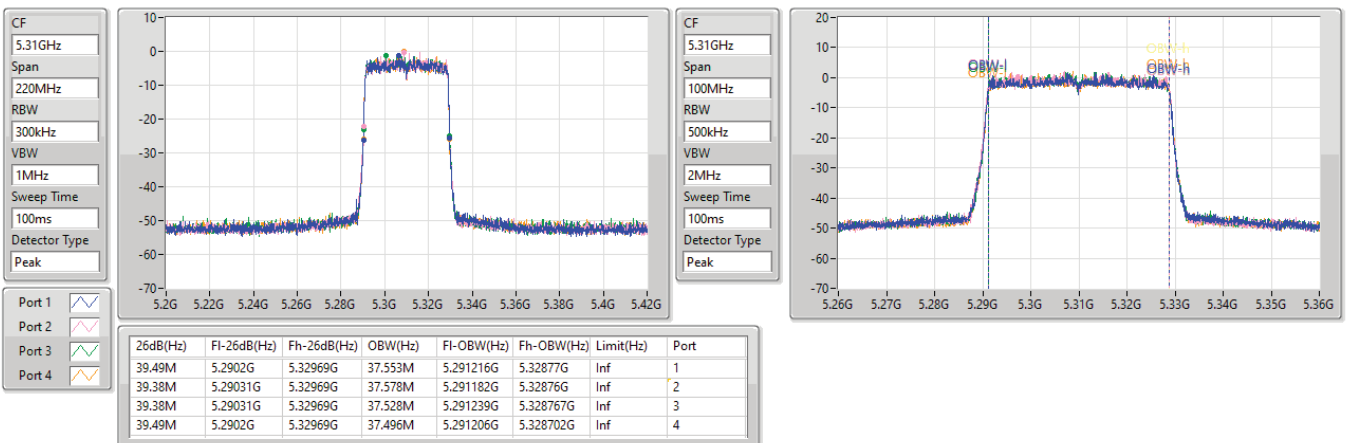 CF
5.31GHz
Span
220MHz
RBW
300kHz
VBW
1MHz
Sweep Time
100ms
Detector Type
Peak
10
0
-10
-20
-30
-40
-50
-60
-70
5.2G 5.22G 5.24G 5.26G 5.28G 5.3G 5.32G 5.34G 5.36G 5.38G 5.4G 5.42G
CF
5.31GHz
Span
100MHz
RBW
500kHz
VBW
2MHz
Sweep Time
100ms
Detector Type
Peak
20
10
0
-10
-20
-30
-40
-50
-60
-70
OBW-l
OBW-h
OBW-h
5.26G 5.27G 5.28G 5.29G 5.3G 5.31G 5.32G 5.33G 5.34G 5.35G 5.36G
Port 1
Port 2
Port 3
Port 4
26dB(Hz) Fl-26dB(Hz) Fh-26dB(Hz) OBW(Hz) Fl-OBW(Hz) Fh-OBW(Hz) Limit(Hz) Port
39.49M 5.2902G 5.32969G 37.553M 5.291216G 5.32877G Inf 1
39.38M 5.29031G 5.32969G 37.578M 5.291182G 5.32876G Inf 2
39.38M 5.29031G 5.32969G 37.528M 5.291239G 5.328767G Inf 3
39.49M 5.2902G 5.32969G 37.496M 5.291206G 5.328702G Inf 4